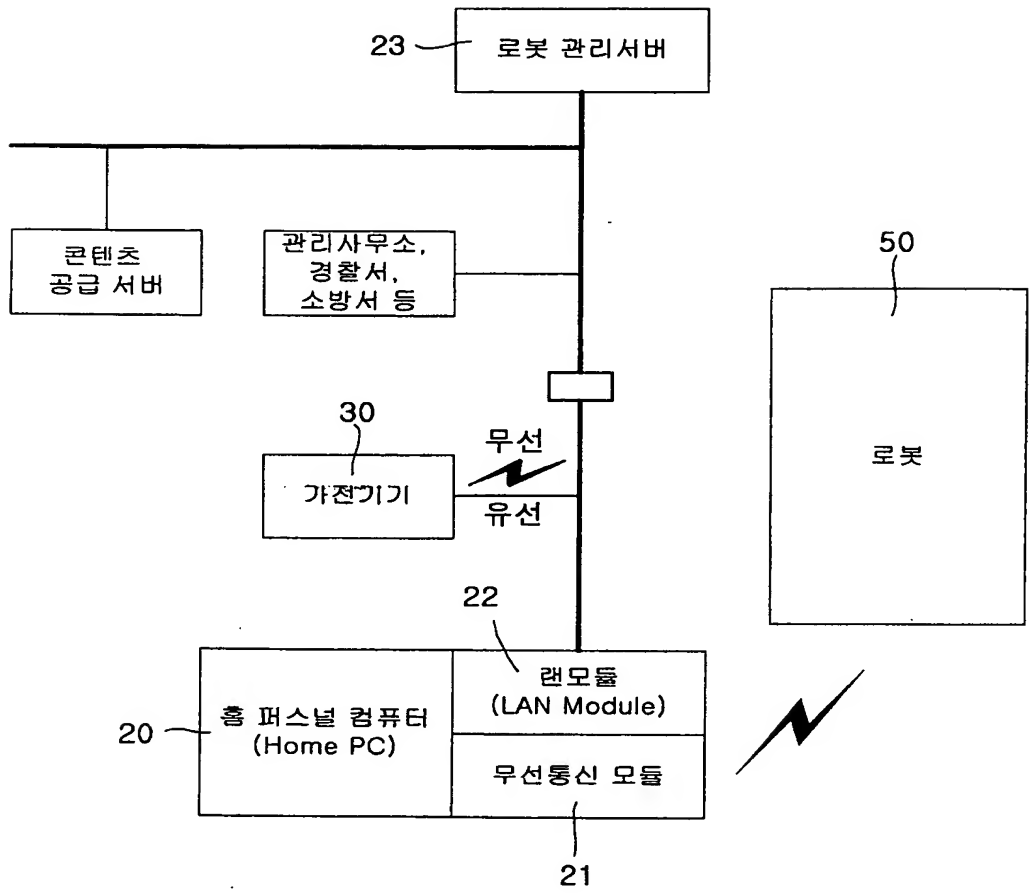 23
로봇 관리서버
콘텐츠
공급 서버
관리사무소,
경찰서,
소방서 등
50
로봇
30
가전기기
무선
유선
22
랜모듈
(LAN Module)
20
홈 퍼스널 컴퓨터
(Home PC)
무선통신 모듈
21